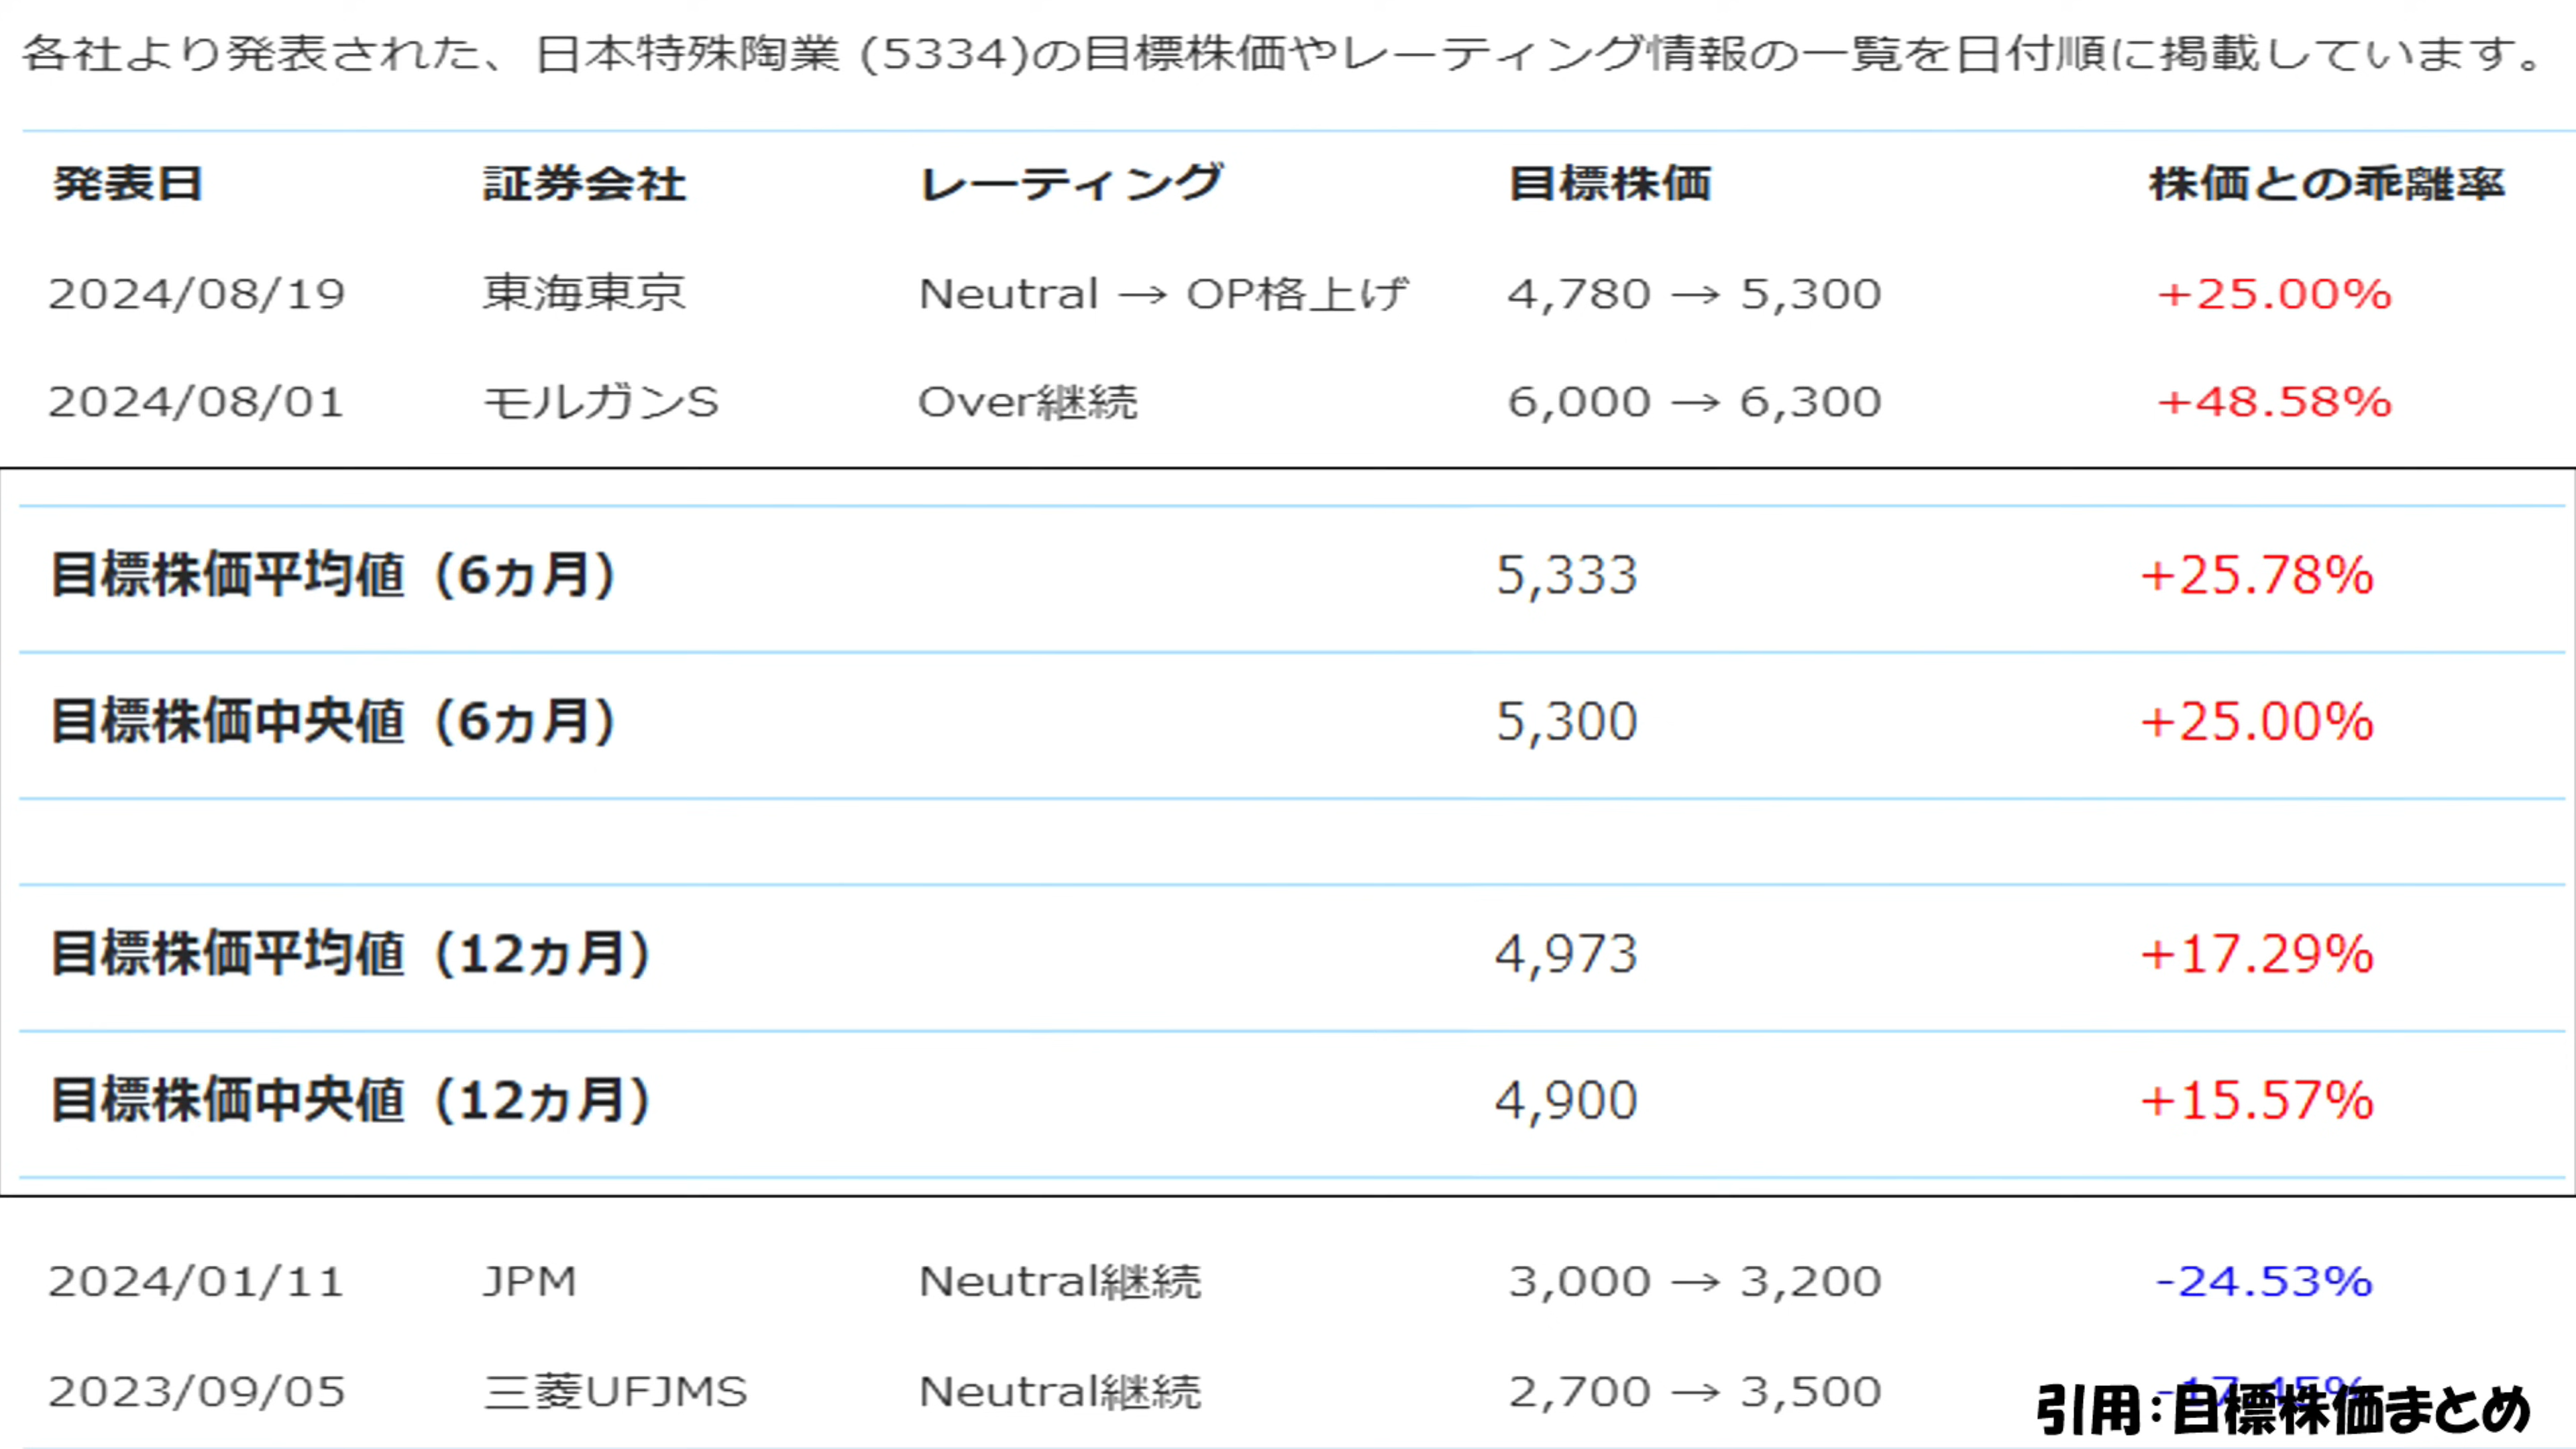 各社より発表された、日本特殊陶業 (5334)の目標株価やレーティング情報の一覧を日付順に掲載しています。
発表日 証券会社 レーティング 目標株価 株価との乖離率
2024/08/19 東海東京 Neutral → OP格上げ 4,780 → 5,300 +25.00%
2024/08/01 モルガンS Over継続 6,000 → 6,300 +48.58%
目標株価平均値（6ヵ月） 5,333 +25.78%
目標株価中央値（6ヵ月） 5,300 +25.00%
目標株価平均値（12ヵ月） 4,973 +17.29%
目標株価中央値（12ヵ月） 4,900 +15.57%
2024/01/11 JPM Neutral継続 3,000 → 3,200 -24.53%
2023/09/05 三菱UFJMS Neutral継続 2,700 → 3,500 -17.45%
引用：目標株価まとめ